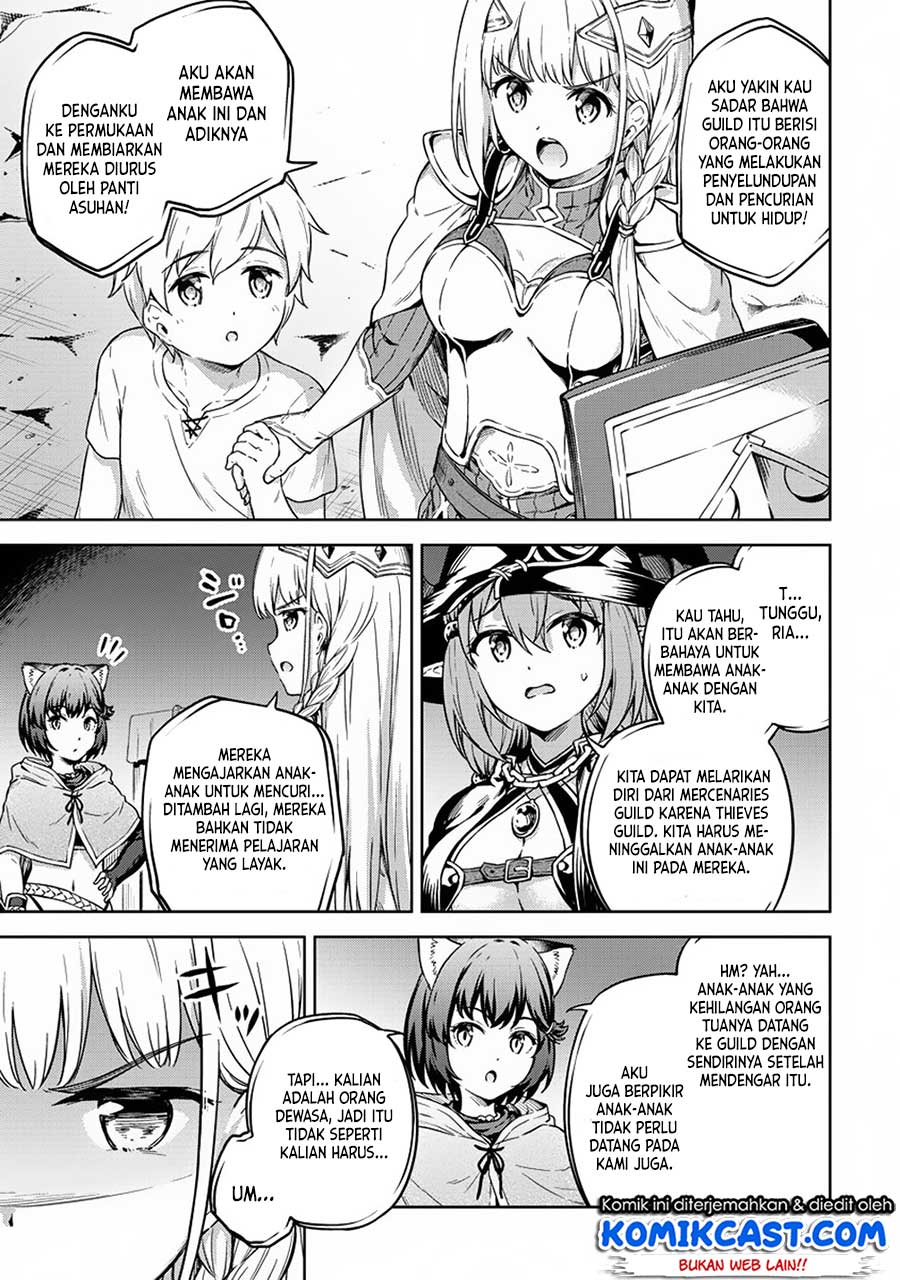 AKU YAKIN KAU
SADAR BAHWA
GUILD ITU BERISI
ORANG-ORANG
YANG MELAKUKAN
PENYELUNDUPAN
DAN PENCURIAN
UNTUK HIDUP!
AKU AKAN
MEMBAWA
ANAK INI DAN
ADIKNYA
DENGANKU
KE PERMUKAAN
DAN MEMBIARKAN
MEREKA DIURUS
OLEH PANTI
ASUHAN!
T...
TUNGGU,
RIA...
KAU TAHU,
ITU AKAN BER-
BAHAYA UNTUK
MEMBAWA ANAK-
ANAK DENGAN
KITA.
KITA DAPAT MELARIKAN
DIRI DARI MERCENARIES
GUILD KARENA THIEVES
GUILD. KITA HARUS ME-
NINGGALKAN ANAK-ANAK
INI PADA MEREKA.
ジロ
MEREKA
MENGAJARKAN ANAK-
ANAK UNTUK MENCURI...
DITAMBAH LAGI, MEREKA
BAHKAN TIDAK
MENERIMA PELAJARAN
YANG LAYAK.
HM? YAH...
ANAK-ANAK YANG
KEHILANGAN ORANG
TUANYA DATANG
KE GUILD DENGAN
SENDIRINYA SETELAH
MENDENGAR ITU.
AKU
JUGA BERPIKIR
ANAK-ANAK
TIDAK PERLU
DATANG PADA
KAMI JUGA.
TAPI... KALIAN
ADALAH ORANG
DEWASA, JADI ITU
TIDAK SEPERTI
KALIAN HARUS...
UM...
キッ
Komik ini diterjemahkan & diedit oleh
KOMIKCAST.COM
BUKAN WEB LAIN!!